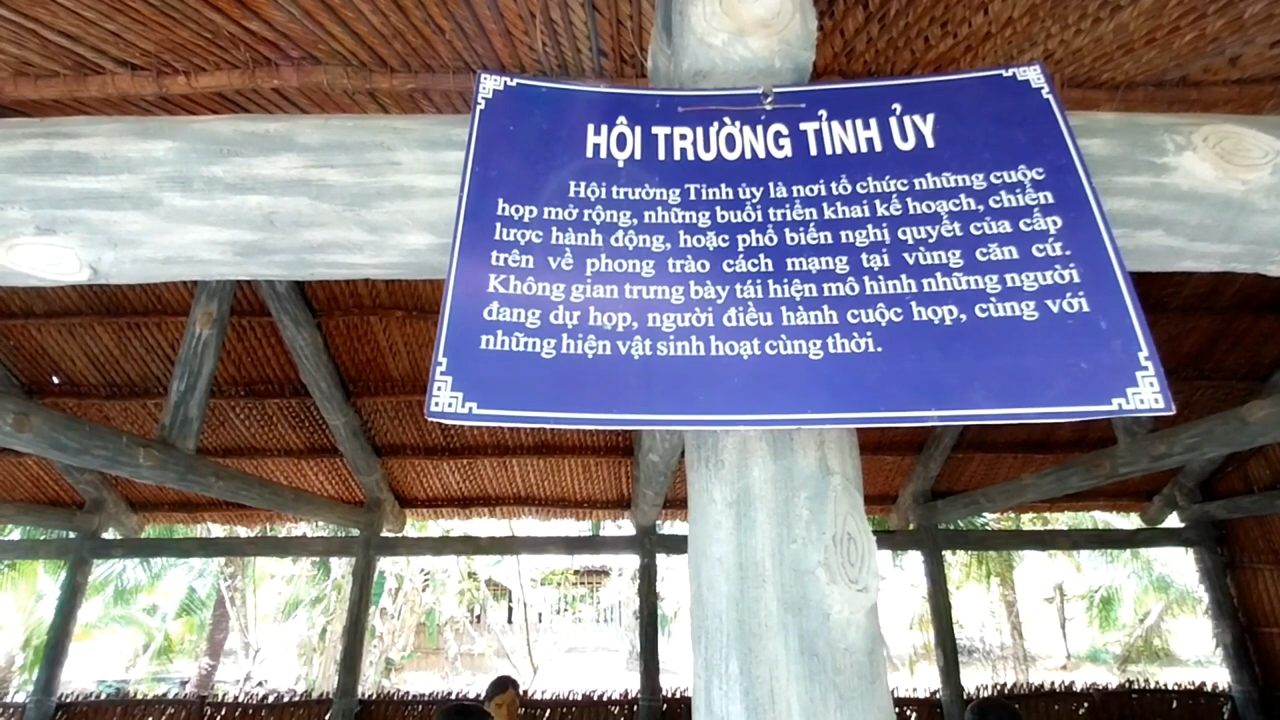 HỘI TRƯỜNG TỈNH ỦY
Hội trường Tỉnh ủy là nơi tổ chức những cuộc
họp mở rộng, những buổi triển khai kế hoạch, chiến
lược hành động, hoặc phổ biến nghị quyết của cấp
trên về phong trào cách mạng tại vùng căn cứ.
Không gian trưng bày tái hiện mô hình những người
đang dự họp, người điều hành cuộc họp, cùng với
những hiện vật sinh hoạt cùng thời.